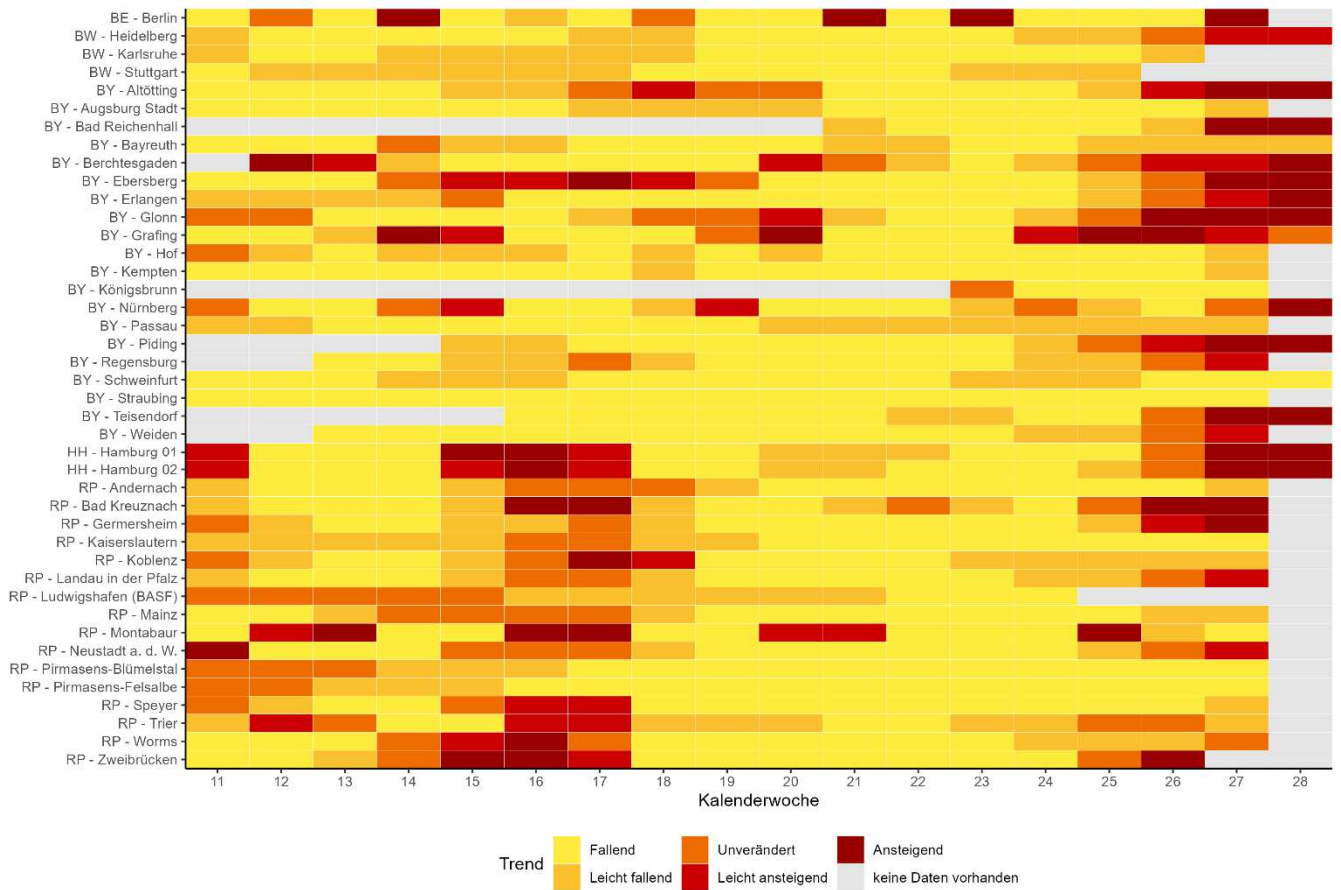 BE - Berlin
BW - Heidelberg
BW - Karlsruhe
BW - Stuttgart
BY - Altötting
BY - Augsburg Stadt
BY - Bad Reichenhall
BY - Bayreuth
BY - Berchtesgaden
BY - Ebersberg
BY - Erlangen
BY - Glonn
BY - Grafing
BY - Hof
BY - Kempten
BY - Königsbrunn
BY - Nürnberg
BY - Passau
BY - Piding
BY - Regensburg
BY - Schweinfurt
BY - Straubing
BY - Teisendorf
BY - Weiden
HH - Hamburg 01
HH - Hamburg 02
RP - Andernach
RP - Bad Kreuznach
RP - Germersheim
RP - Kaiserslautern
RP - Koblenz
RP - Landau in der Pfalz
RP - Ludwigshafen (BASF)
RP - Mainz
RP - Montabaur
RP - Neustadt a. d. W.
RP - Pirmasens-Blümelstal
RP - Pirmasens-Felsalbe
RP - Speyer
RP - Trier
RP - Worms
RP - Zweibrücken
11 12 13 14 15 16 17 18 19 20 21 22 23 24 25 26 27 28
Kalenderwoche
Trend
Fallend Unverändert Ansteigend
Leicht fallend Leicht ansteigend keine Daten vorhanden